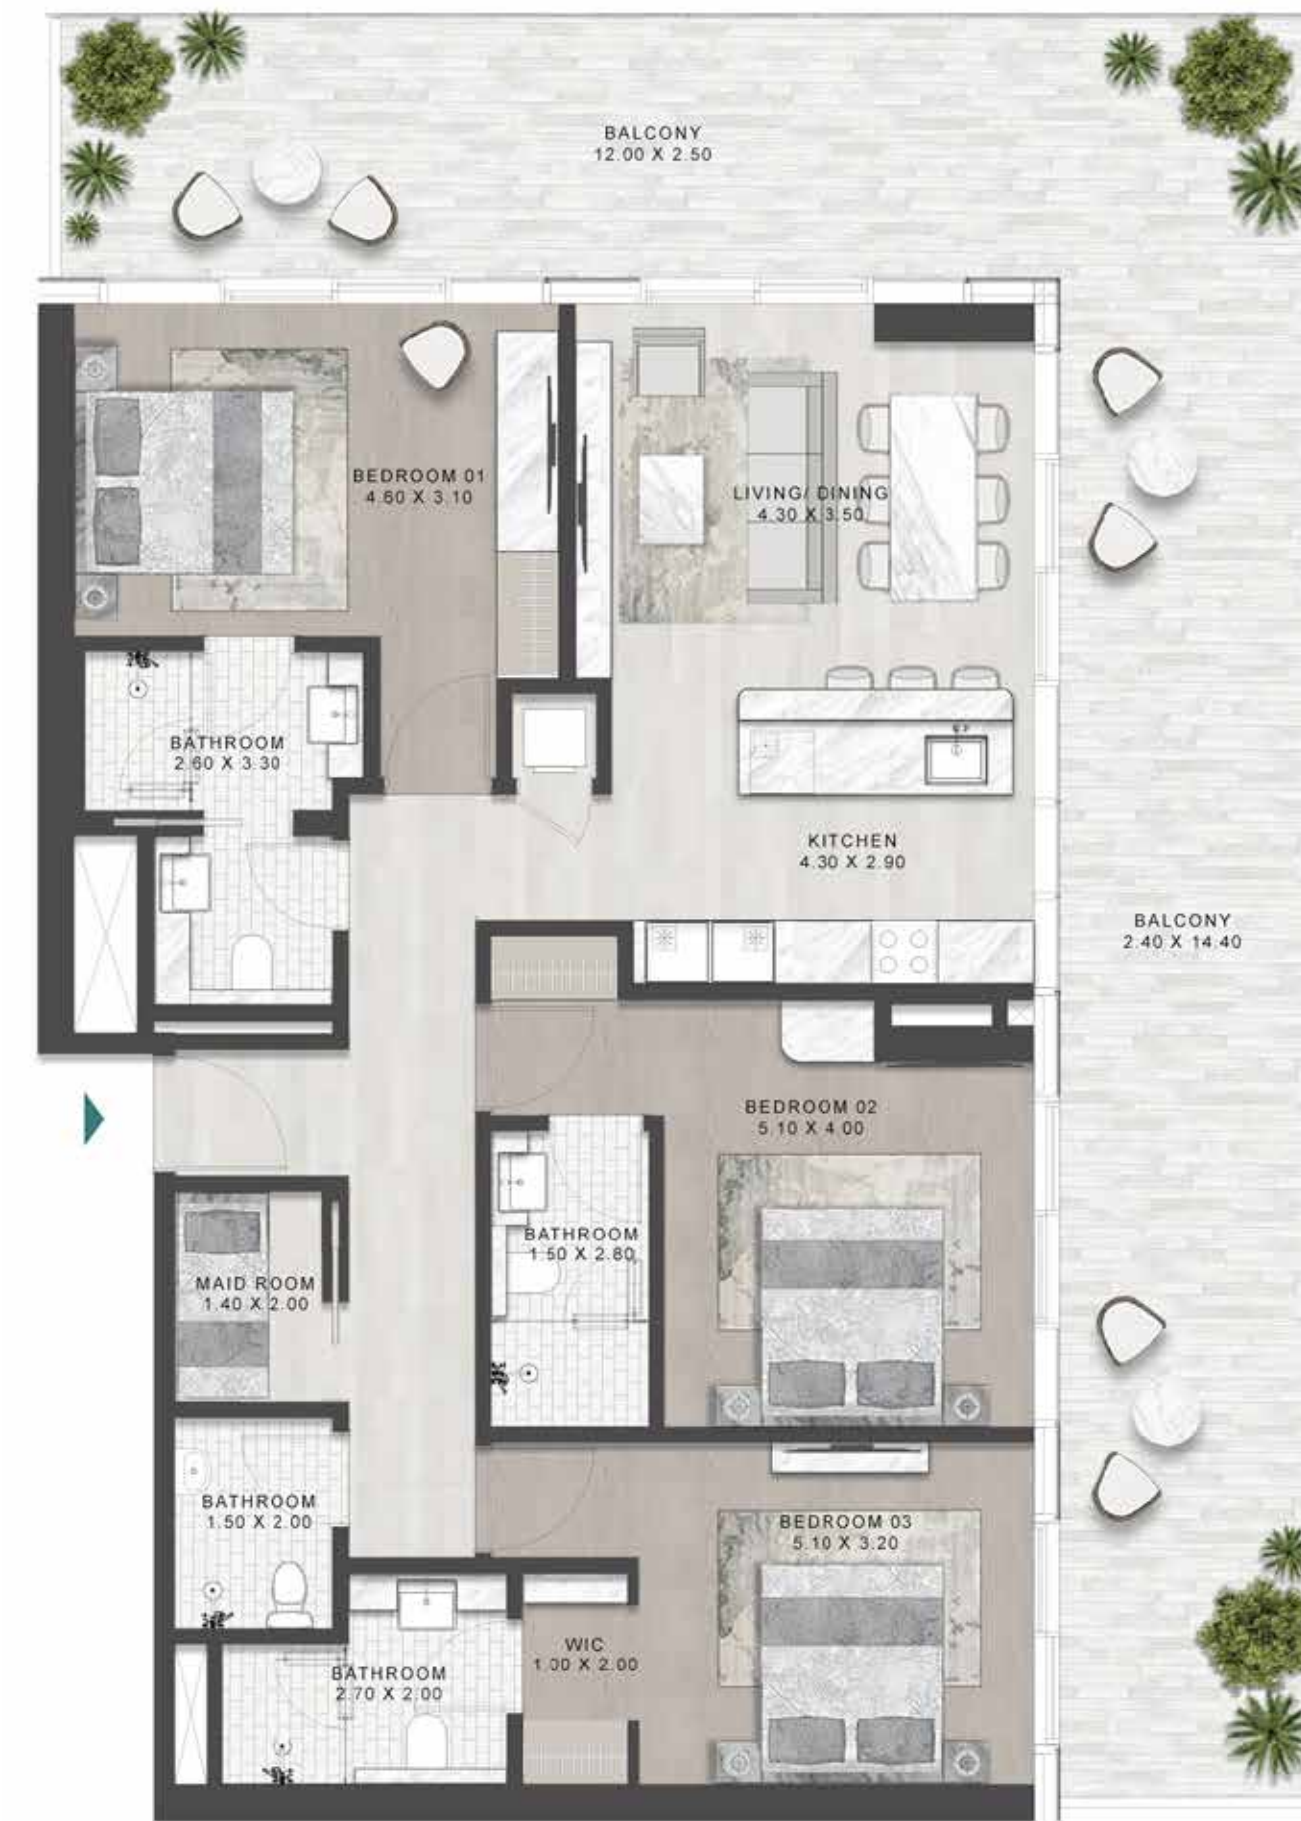 BALCONY
12.00 X 2.50
BEDROOM 01
4.60 X 3.10
LIVING/ DINING
4.30 X 3.50
BATHROOM
2.60 X 3.30
KITCHEN
4.30 X 2.90
BALCONY
2.40 X 14.40
BEDROOM 02
5.10 X 4.00
BATHROOM
1.50 X 2.80
MAID ROOM
1.40 X 2.00
BATHROOM
1.50 X 2.00
BEDROOM 03
5.10 X 3.20
WIC
1.00 X 2.00
BATHROOM
2.70 X 2.00